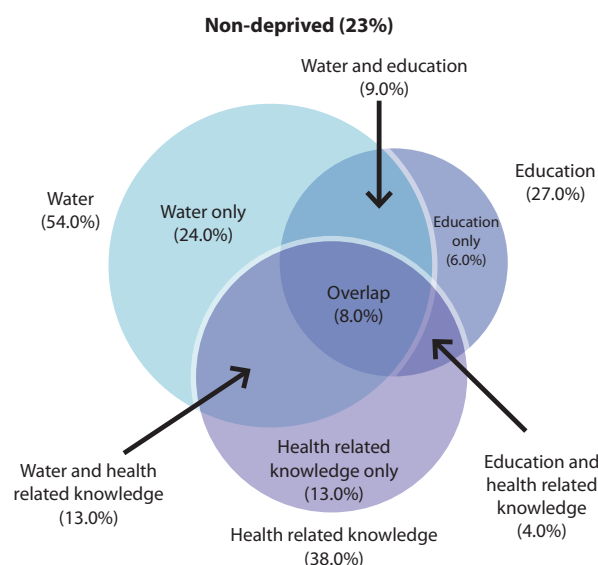 Non-deprived (23%)
Water and education
(9.0%)
Education
(27.0%)
Water
(54.0%)
Water only
(24.0%)
Education
only
(6.0%)
Overlap
(8.0%)
Health related
knowledge only
(13.0%)
Water and health
related knowledge
(13.0%)
Education and
health related
knowledge
(4.0%)
Health related knowledge
(38.0%)